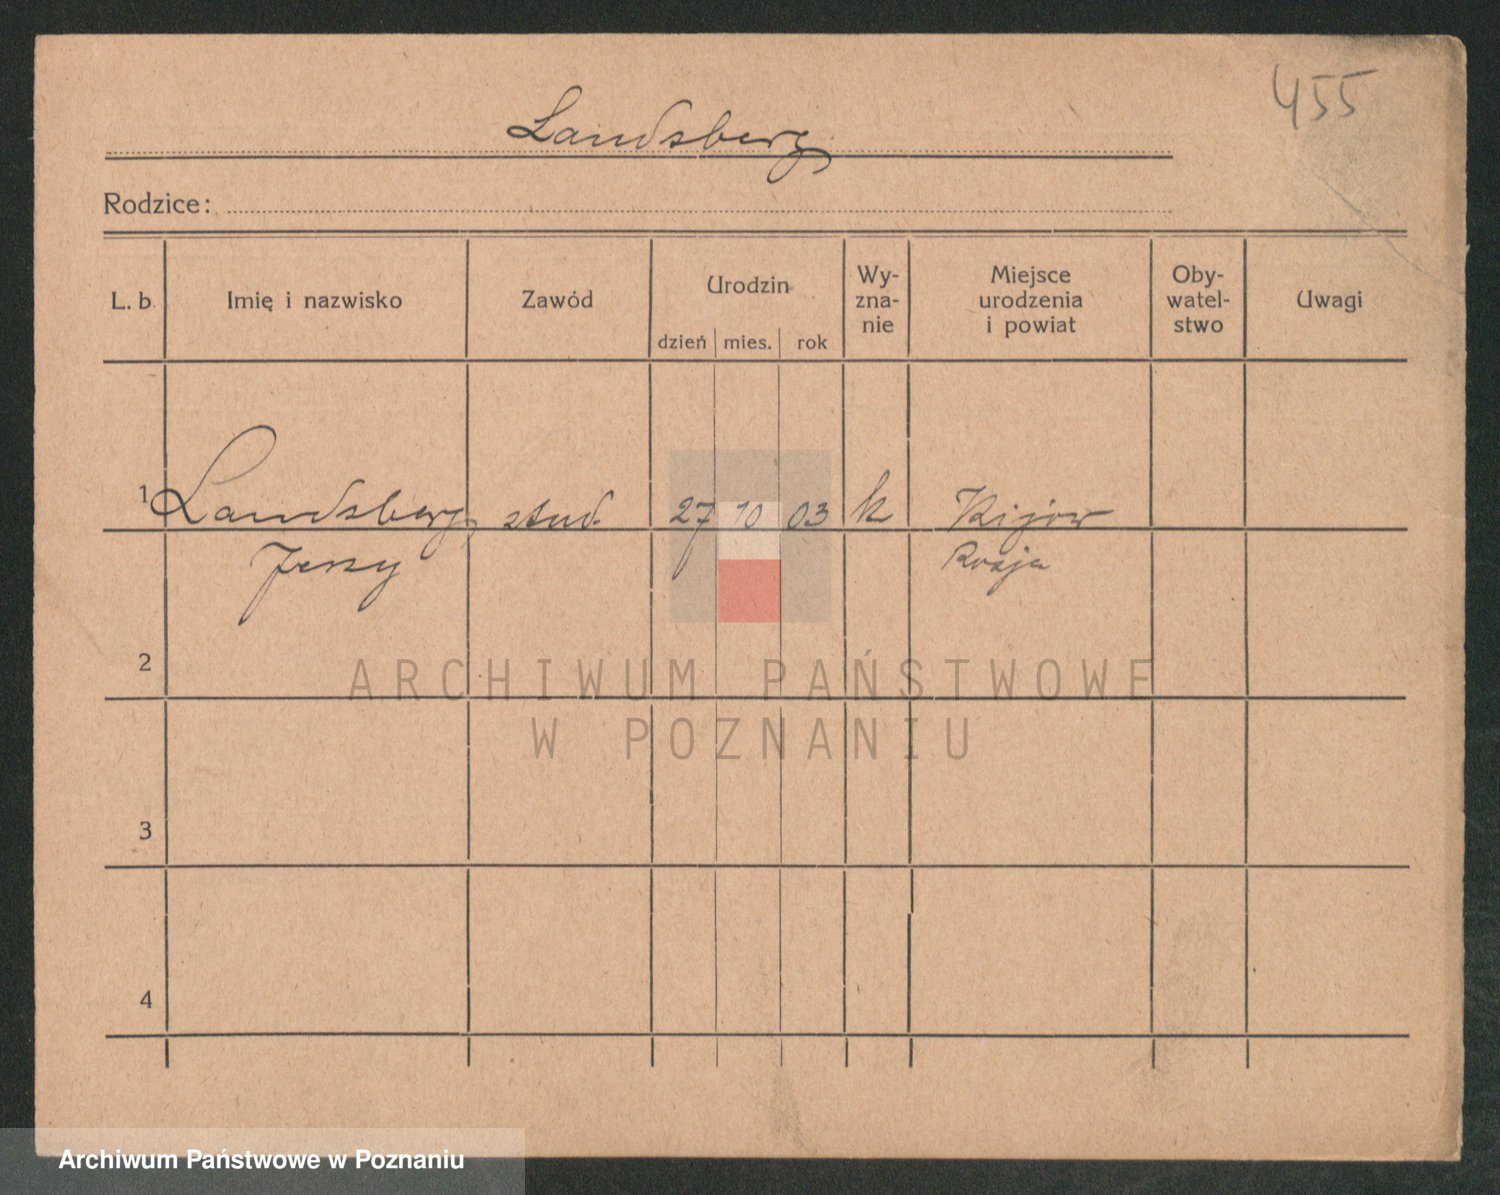 455
Landsberg
Rodzice:
L. b.
Imię i nazwisko
Zawód
Urodzin
dzień mies. rok
Wy-
zna-
nie
Miejsce
urodzenia
i powiat
Oby-
watel-
stwo
Uwagi
1 Landsberg stud. 27 10 03 k Kijow
Jerzy Rosja
2
3
4
ARCHIWUM PAŃSTWOWE
W POZNANIU
Archiwum Państwowe w Poznaniu